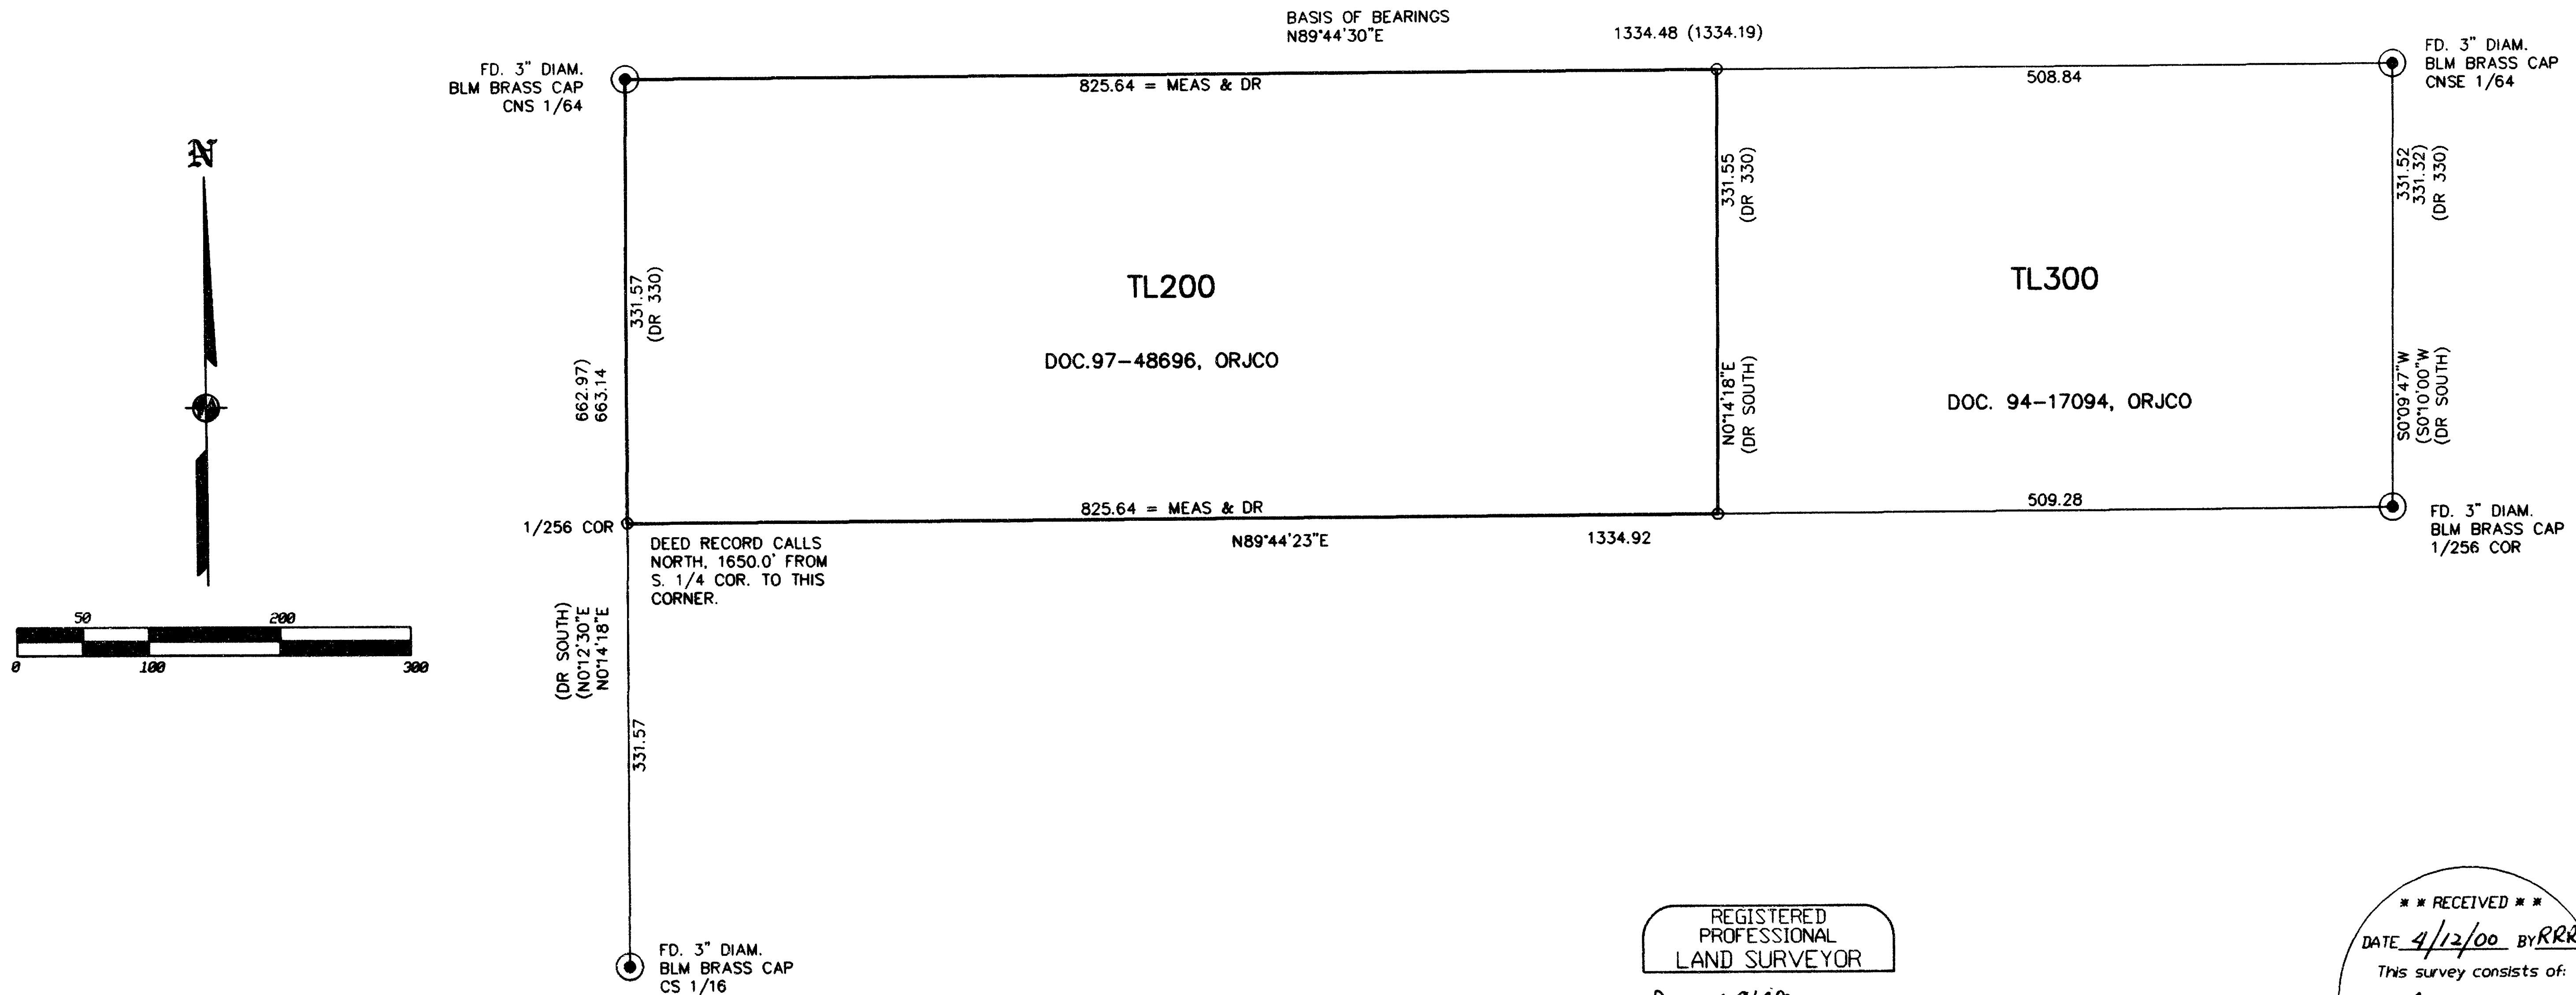 BASIS OF BEARINGS
N89°44'30"E
1334.48 (1334.19)
FD. 3" DIAM.
BLM BRASS CAP
CNS 1/64
825.64 = MEAS & DR
508.84
FD. 3" DIAM.
BLM BRASS CAP
CNSE 1/64
N
331.57
(DR 330)
662.97)
663.14
TL200
DOC.97-48696, ORJCO
331.55
(DR 330)
N0°14'18"E
(DR SOUTH)
TL300
DOC. 94-17094, ORJCO
331.52
331.32)
(DR 330)
S0°09'47"W
(S0°10'00"W
(DR SOUTH)
1/256 COR
825.64 = MEAS & DR
509.28
N89°44'23"E
1334.92
FD. 3" DIAM.
BLM BRASS CAP
1/256 COR
DEED RECORD CALLS
NORTH, 1650.0' FROM
S. 1/4 COR. TO THIS
CORNER.
50
200
0
100
300
(DR SOUTH)
(N0°12'30"E
N0°14'18"E
331.57
FD. 3" DIAM.
BLM BRASS CAP
CS 1/16
REGISTERED
PROFESSIONAL
LAND SURVEYOR
* * RECEIVED * *
DATE 4/12/00 BY RRR
This survey consists of: